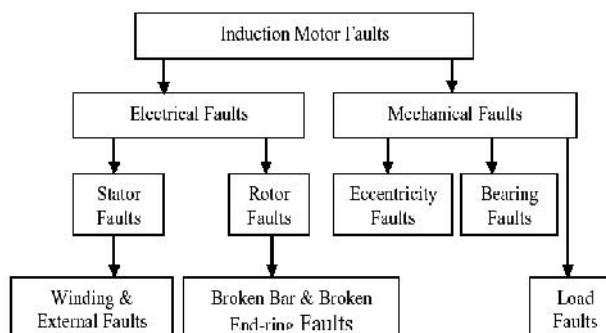 Induction Motor Faults
Electrical Faults
Mechanical Faults
Stator
Faults
Rotor
Faults
Eccentricity
Faults
Bearing
Faults
Winding &
External Faults
Broken Bar & Broken
End-ring Faults
Load
Faults